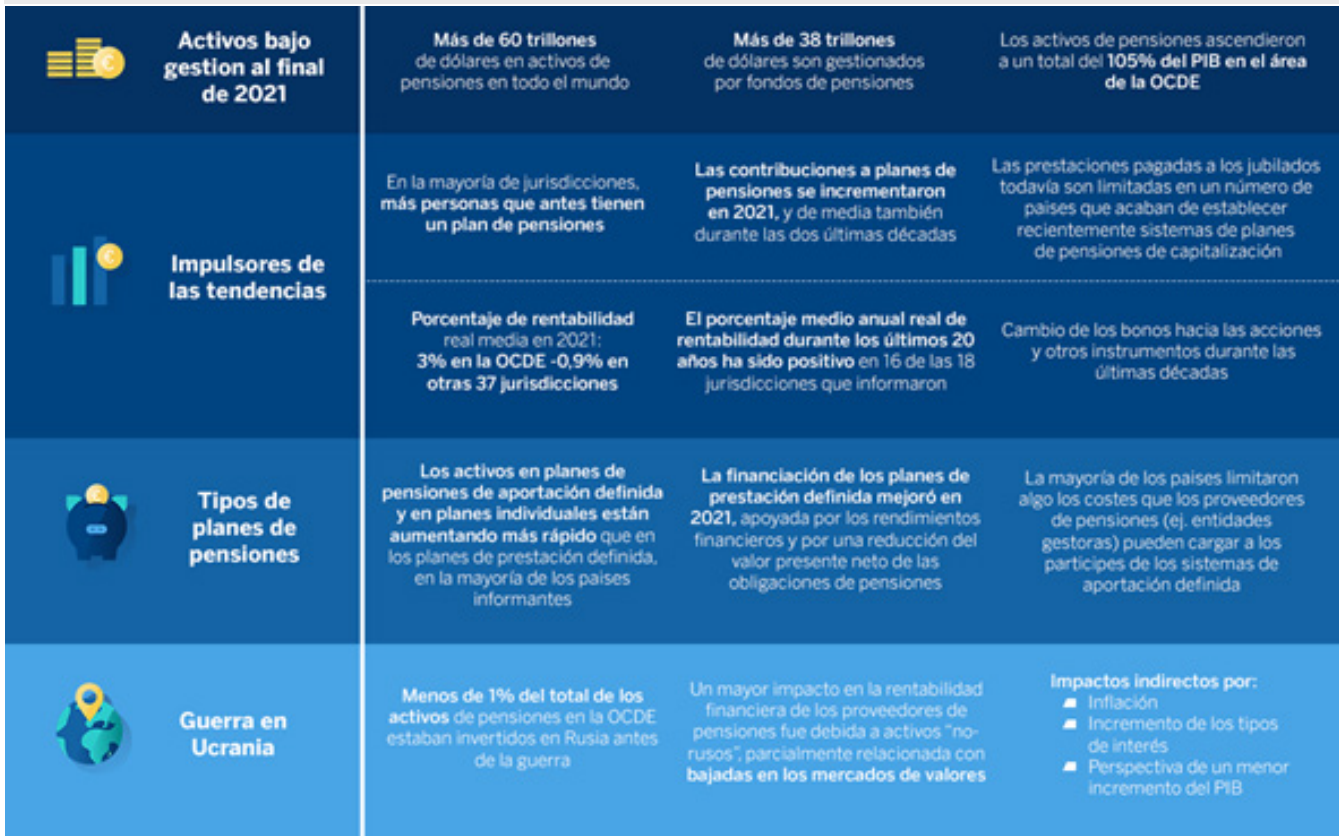 Activos bajo
gestion al final
de 2021
Más de 60 trillones
de dólares en activos de
pensiones en todo el mundo
Más de 38 trillones
de dólares son gestionados
por fondos de pensiones
Los activos de pensiones ascendieron
a un total del 105% del PIB en el área
de la OCDE
Impulsores de
las tendencias
En la mayoría de jurisdicciones,
más personas que antes tienen
un plan de pensiones
Las contribuciones a planes de
pensiones se incrementaron
en 2021, y de media también
durante las dos últimas décadas
Las prestaciones pagadas a los jubilados
todavía son limitadas en un número de
paises que acaban de establecer
recientemente sistemas de planes
de pensiones de capitalización
Porcentaje de rentabilidad
real media en 2021:
3% en la OCDE -0,9% en
otras 37 jurisdicciones
El porcentaje medio anual real de
rentabilidad durante los últimos 20
años ha sido positivo en 16 de las 18
jurisdicciones que informaron
Cambio de los bonos hacia las acciones
y otros instrumentos durante las
últimas décadas
Tipos de
planes de
pensiones
Los activos en planes de
pensiones de aportación definida
y en planes individuales están
aumentando más rápido que en
los planes de prestación definida,
en la mayoría de los paises
informantes
La financiación de los planes de
prestación definida mejoró en
2021, apoyada por los rendimientos
financieros y por una reducción del
valor presente neto de las
obligaciones de pensiones
La mayoría de los paises limitaron
algo los costes que los proveedores
de pensiones (ej. entidades
gestoras) pueden cargar a los
participes de los sistemas de
aportación definida
Guerra en
Ucrania
Menos de 1% del total de los
activos de pensiones en la OCDE
estaban invertidos en Rusia antes
de la guerra
Un mayor impacto en la rentabilidad
financiera de los proveedores de
pensiones fue debida a activos "no-
rusos", parcialmente relacionada con
bajadas en los mercados de valores
Impactos indirectos por:
Inflación
Incremento de los tipos
de interés
Perspectiva de un menor
incremento del PIB